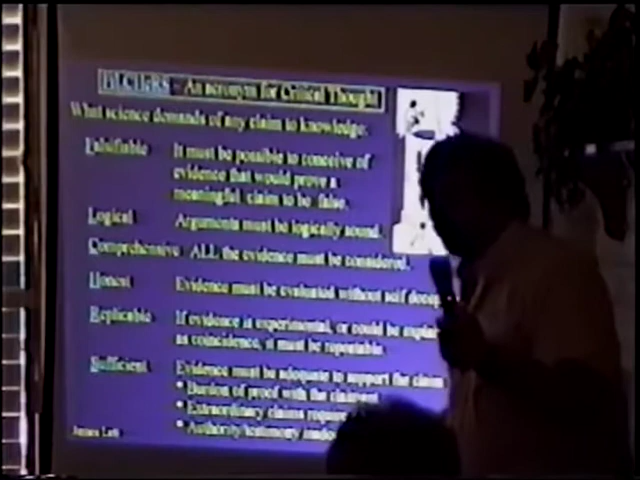 FiLCHeRS - An acronym for Critical Thought
What science demands of any claim to knowledge.
Falsifiable It must be possible to conceive of
evidence that would prove a
meaningful claim to be false.
Logical Arguments must be logically sound.
Comprehensive ALL the evidence must be considered.
Honest Evidence must be evaluated without self decep
Replicable If evidence is experimental, or could be explai
as coincidence, it must be repeatable.
Sufficient Evidence must be adequate to support the claim
* Burden of proof with the claimant
* Extraordinary claims require
* Authority/testimony inade
James Lett